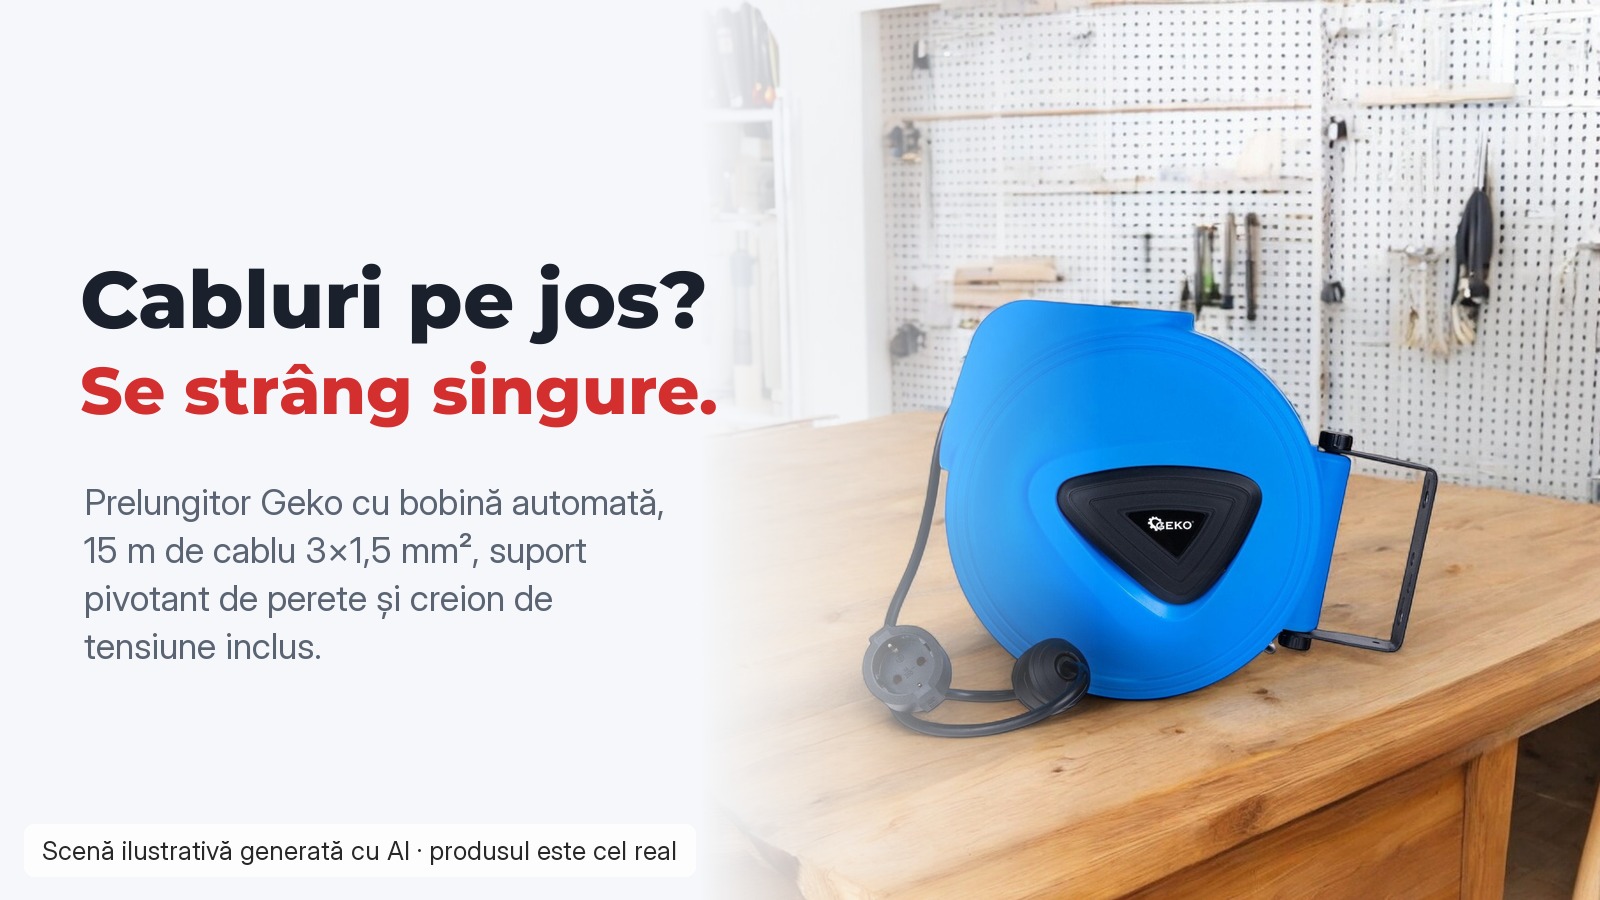 Cabluri pe jos?
Se strâng singure.
Prelungitor Geko cu bobină automată,
15 m de cablu 3×1,5 mm², suport
pivotant de perete și creion de
tensiune inclus.
GEKO
Scenă ilustrativă generată cu AI · produsul este cel real